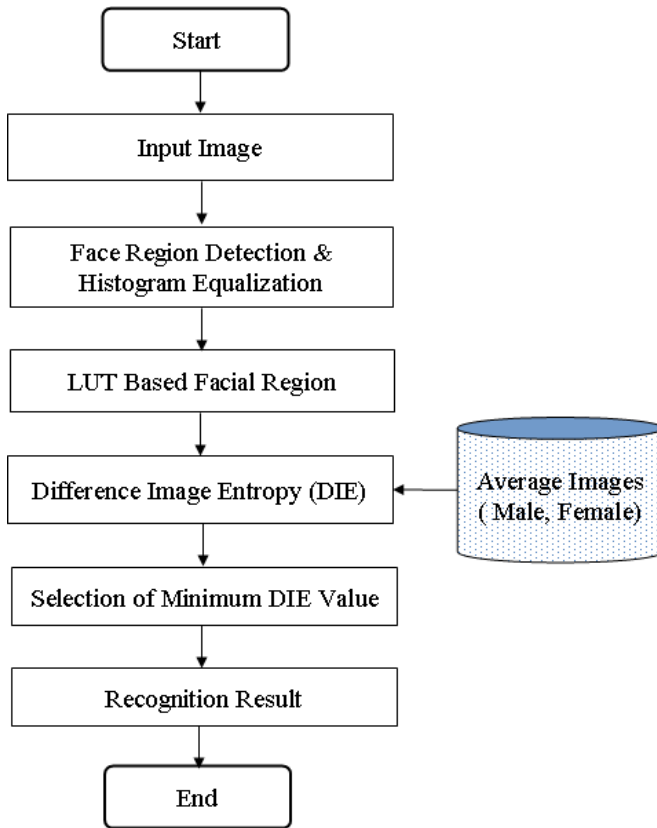 Start
Input Image
Face Region Detection &
Histogram Equalization
LUT Based Facial Region
Difference Image Entropy (DIE)
Average Images
( Male, Female)
Selection of Minimum DIE Value
Recognition Result
End